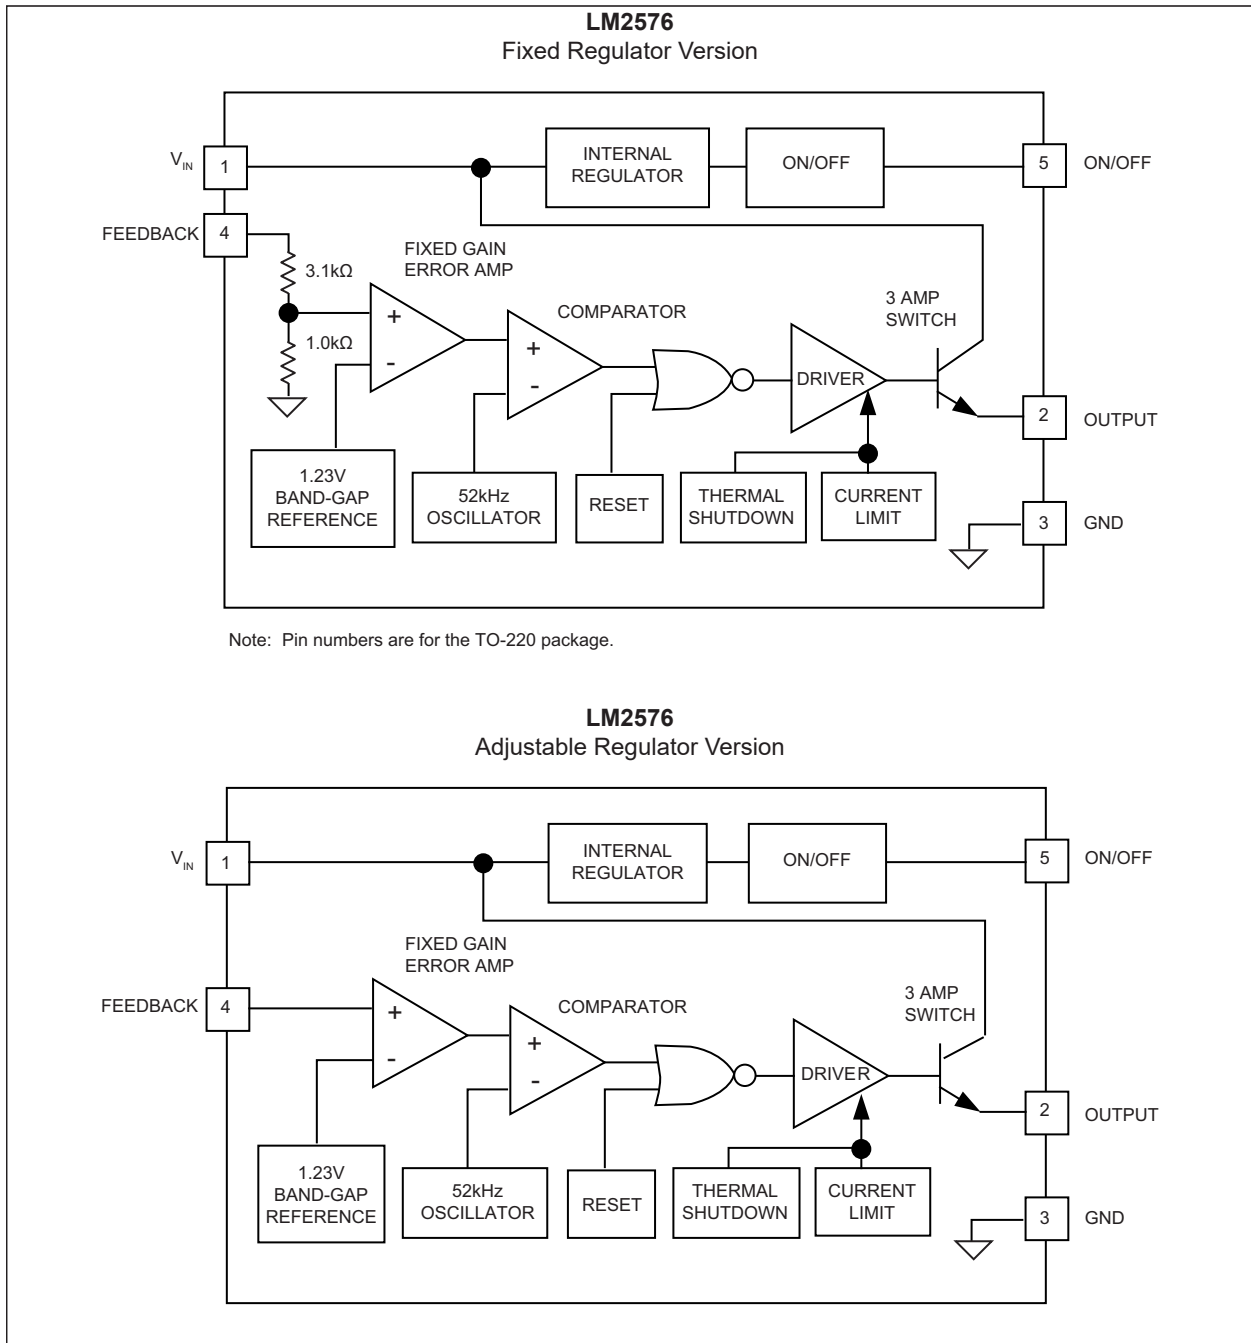 LM2576
Fixed Regulator Version
VIN
1
INTERNAL
REGULATOR
ON/OFF
5
ON/OFF
FEEDBACK
4
3.1kΩ
1.0kΩ
FIXED GAIN
ERROR AMP
+
-
COMPARATOR
+
-
DRIVER
3 AMP
SWITCH
2
OUTPUT
1.23V
BAND-GAP
REFERENCE
52kHz
OSCILLATOR
RESET
THERMAL
SHUTDOWN
CURRENT
LIMIT
3
GND
Note: Pin numbers are for the TO-220 package.
LM2576
Adjustable Regulator Version
VIN
1
INTERNAL
REGULATOR
ON/OFF
5
ON/OFF
FEEDBACK
4
FIXED GAIN
ERROR AMP
+
-
COMPARATOR
+
-
DRIVER
3 AMP
SWITCH
2
OUTPUT
1.23V
BAND-GAP
REFERENCE
52kHz
OSCILLATOR
RESET
THERMAL
SHUTDOWN
CURRENT
LIMIT
3
GND